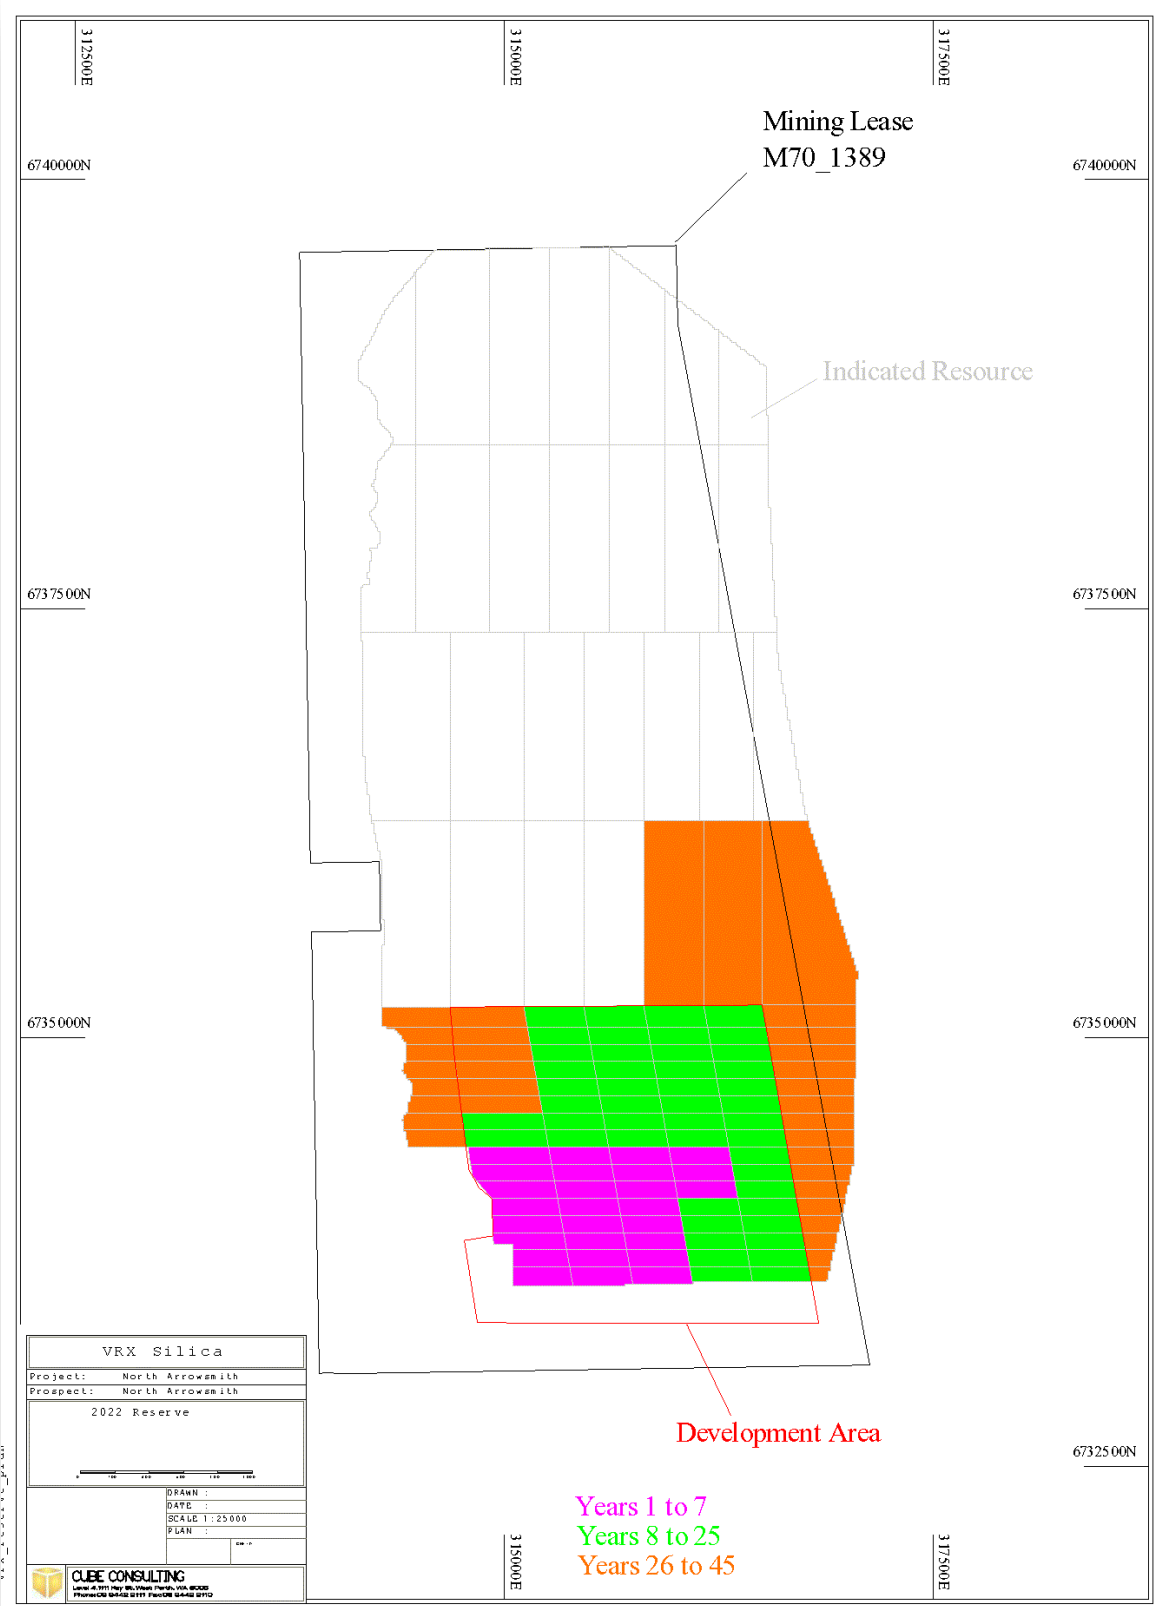 312500E
315000E
317500E
Mining Lease
M70_1389
6740000N
6740000N
Indicated Resource
6737500N
6737500N
6735000N
6735000N
VRX Silica
Project: North Arrowsmith
Prospect: North Arrowsmith
2022 Reserve
Development Area
6732500N
DRAWN :
DATE :
SCALE 1:25000
PLAN :
Years 1 to 7
Years 8 to 25
Years 26 to 45
315000E
317500E
CUBE CONSULTING